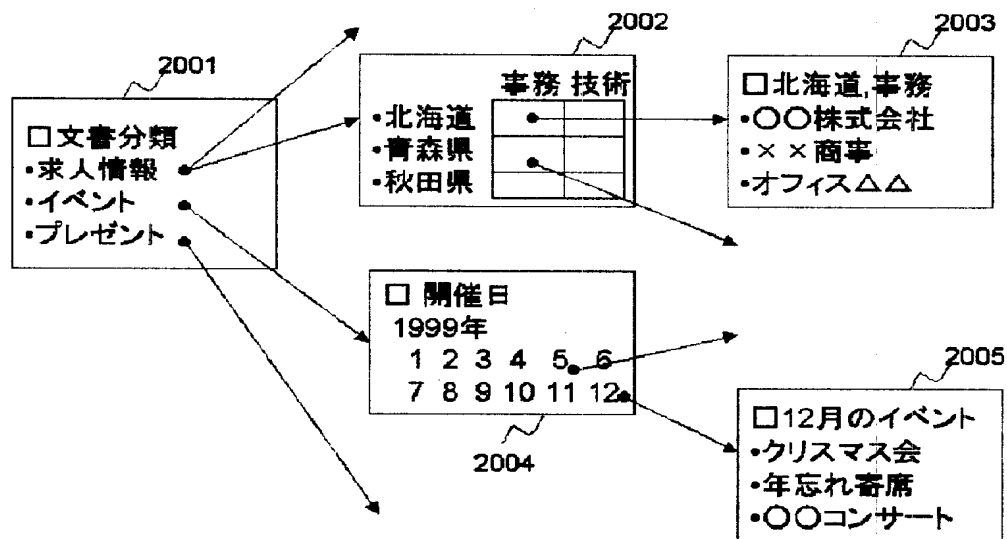 2001
□文書分類
・求人情報
・イベント
・プレゼント
2002
事務 技術
・北海道
・青森県
・秋田県
2003
□北海道,事務
・〇〇株式会社
・××商事
・オフィス△△
□ 開催日
1999年
1 2 3 4 5 6
7 8 9 10 11 12
2004
2005
□12月のイベント
・クリスマス会
・年忘れ寄席
・〇〇コンサート